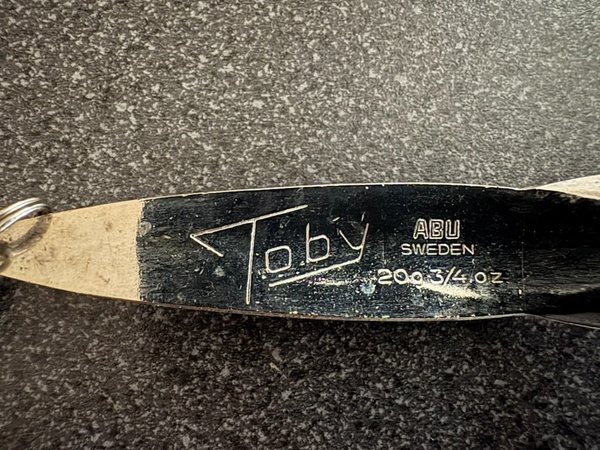 Toby
ABU
SWEDEN
20g 3/4 oz